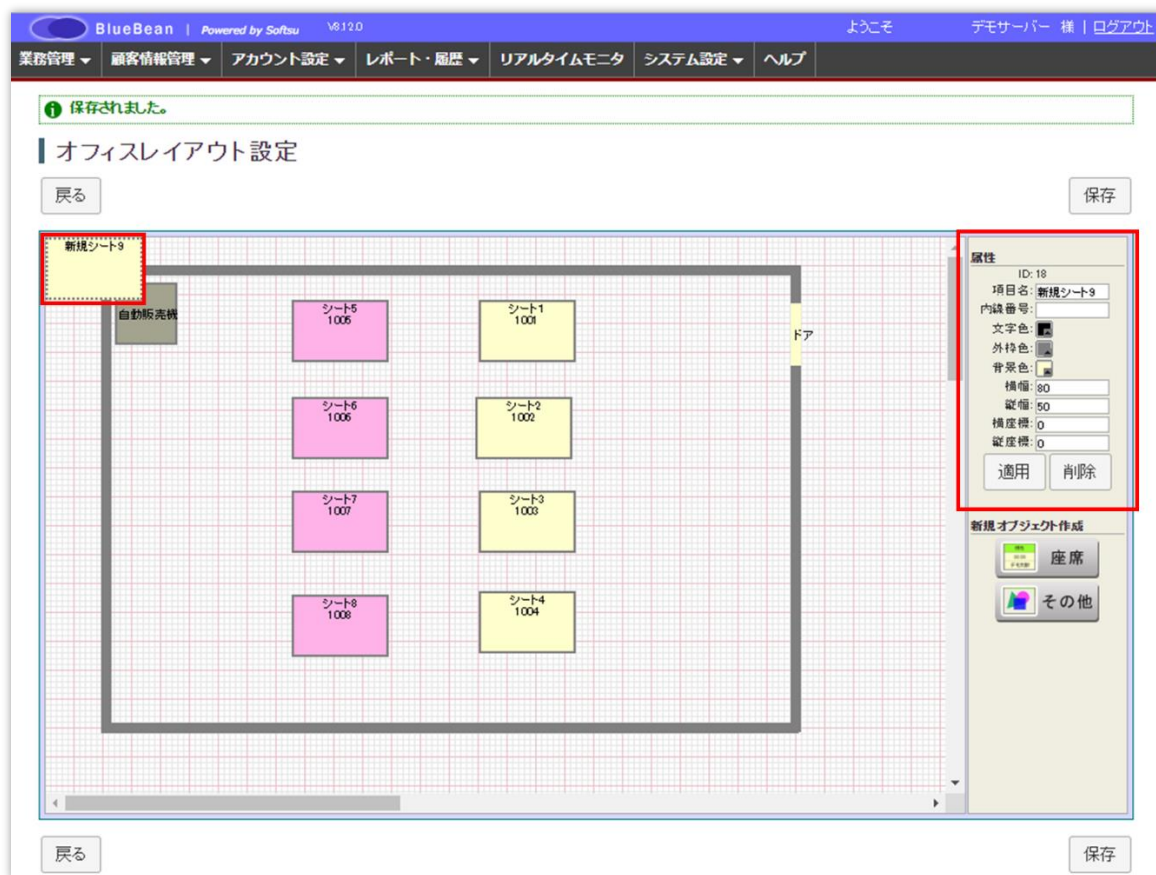 BlueBean | Powered by Softsu V8.12.0 ようこそ デモサーバー 様 | ログアウト
業務管理 顧客情報管理 アカウント設定 レポート・履歴 リアルタイムモニタ システム設定 ヘルプ
保存されました。
オフィスレイアウト設定
戻る 保存
新規シート9
自動販売機
シート5
1005
シート1
1001
ドア
シート6
1006
シート2
1002
シート7
1007
シート3
1003
シート8
1008
シート4
1004
属性
ID: 18
項目名: 新規シート9
内線番号:
文字色:
外枠色:
背景色:
横幅: 80
縦幅: 50
横座標: 0
縦座標: 0
適用 削除
新規オブジェクト作成
座席
その他
戻る 保存